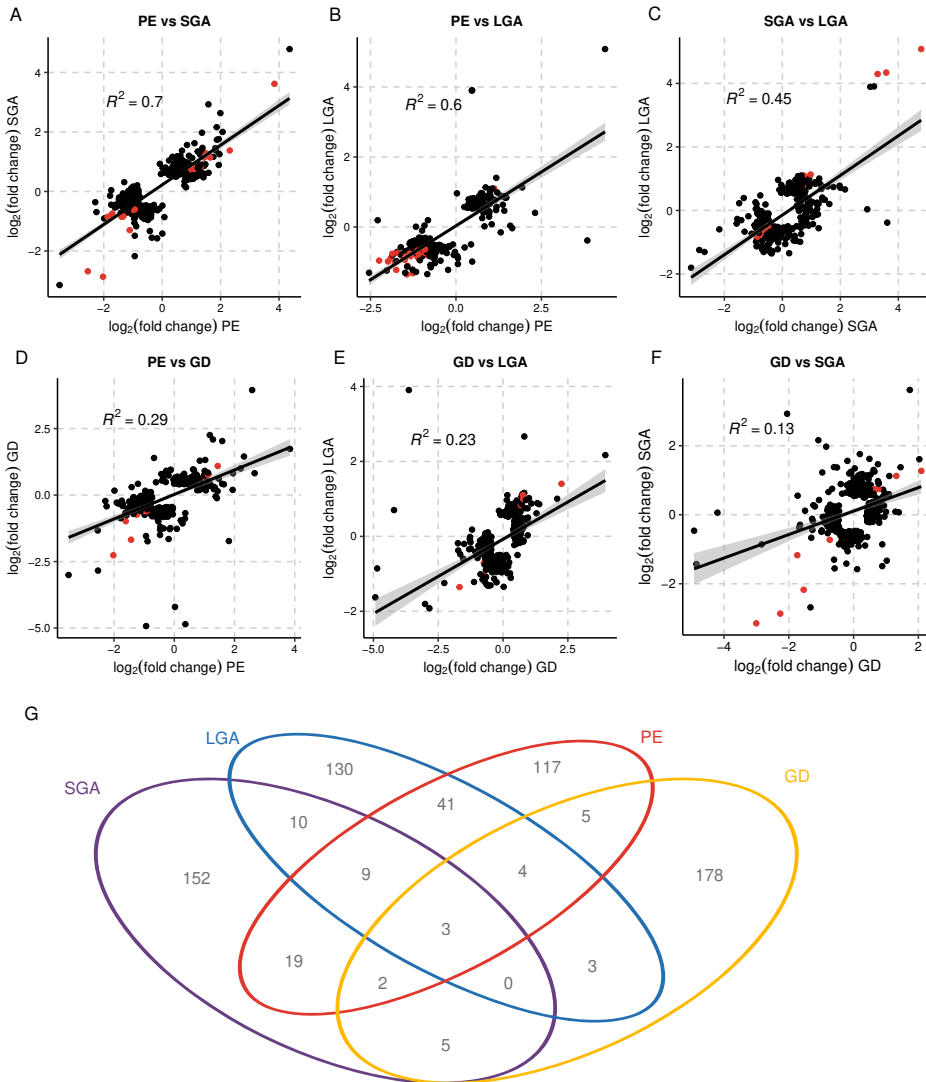 A
PE vs SGA
R² = 0.7
4
2
0
−2
−2
0
2
4
log₂(fold change) SGA
log₂(fold change) PE
B
PE vs LGA
R² = 0.6
4
2
0
−2.5
0.0
2.5
log₂(fold change) LGA
log₂(fold change) PE
C
SGA vs LGA
R² = 0.45
4
2
0
−2
−2
0
2
4
log₂(fold change) LGA
log₂(fold change) SGA
D
PE vs GD
R² = 0.29
2.5
0.0
−2.5
−5.0
−2
0
2
4
log₂(fold change) GD
log₂(fold change) PE
E
GD vs LGA
R² = 0.23
4
2
0
−2
−5.0
−2.5
0.0
2.5
log₂(fold change) LGA
log₂(fold change) GD
F
GD vs SGA
R² = 0.13
2
0
−2
−4
−2
0
2
log₂(fold change) SGA
log₂(fold change) GD
G
LGA
PE
SGA
GD
130
117
10
41
5
152
9
4
178
3
19
2
0
3
5